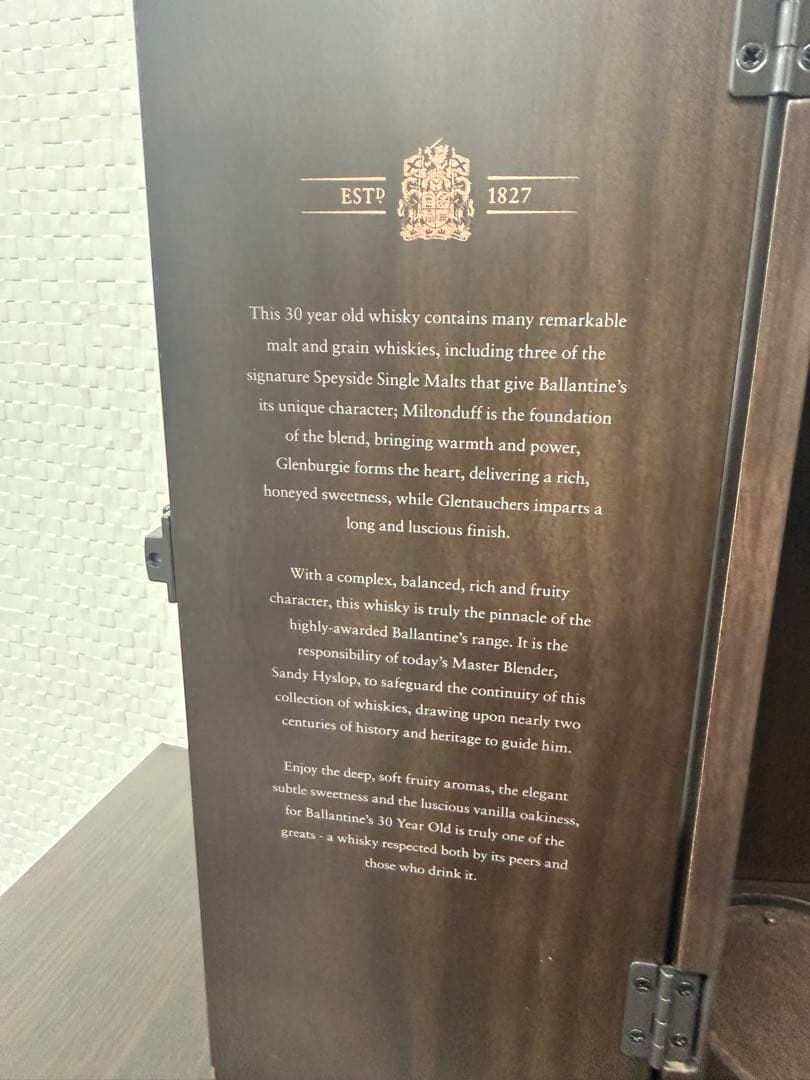 ESTD 1827
This 30 year old whisky contains many remarkable
malt and grain whiskies, including three of the
signature Speyside Single Malts that give Ballantine's
its unique character; Miltonduff is the foundation
of the blend, bringing warmth and power,
Glenburgie forms the heart, delivering a rich,
honeyed sweetness, while Glentauchers imparts a
long and luscious finish.
With a complex, balanced, rich and fruity
character, this whisky is truly the pinnacle of the
highly-awarded Ballantine's range. It is the
responsibility of today's Master Blender,
Sandy Hyslop, to safeguard the continuity of this
collection of whiskies, drawing upon nearly two
centuries of history and heritage to guide him.
Enjoy the deep, soft fruity aromas, the elegant
subtle sweetness and the luscious vanilla oakiness,
for Ballantine's 30 Year Old is truly one of the
greats - a whisky respected both by its peers and
those who drink it.